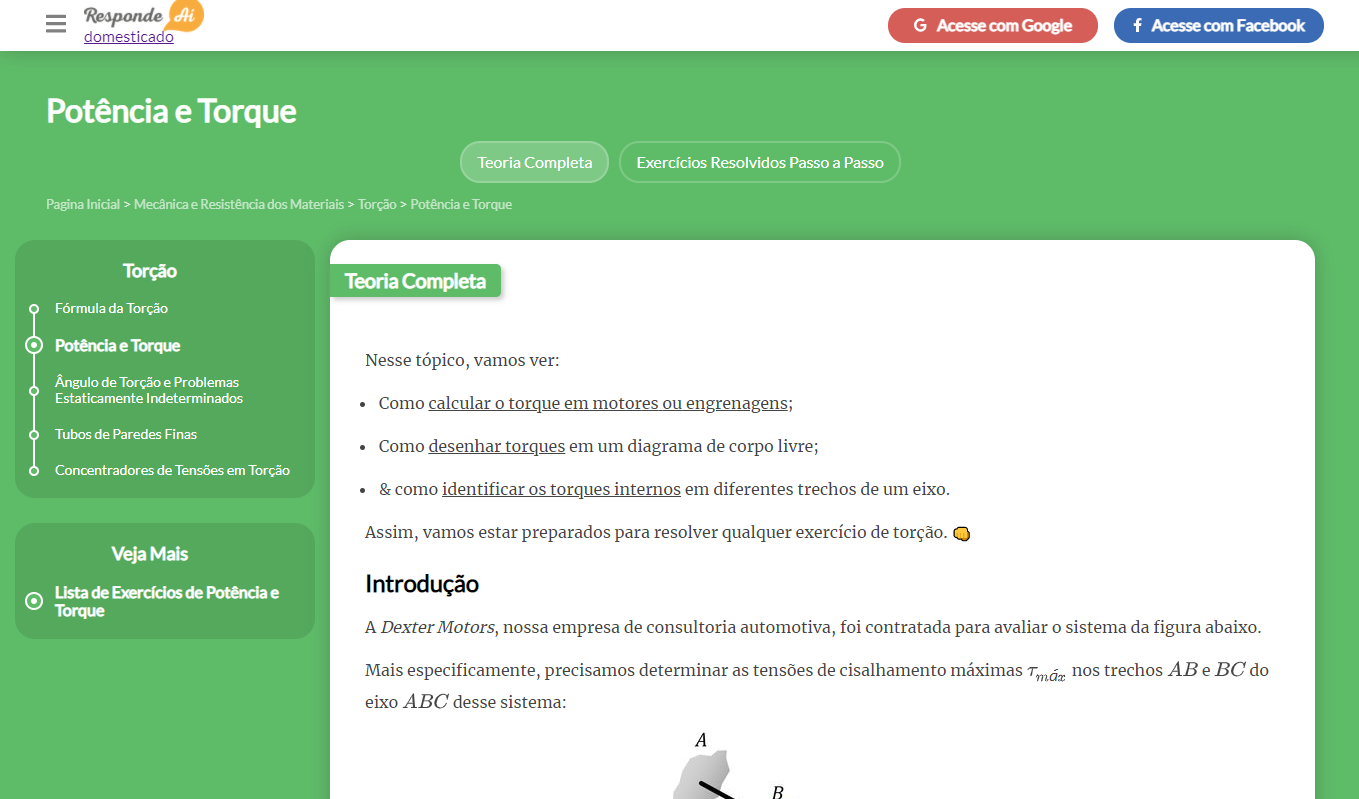 Responde Aí
domesticado
G Acesse com Google
f Acesse com Facebook
Potência e Torque
Teoria Completa
Exercícios Resolvidos Passo a Passo
Pagina Inicial > Mecânica e Resistência dos Materiais > Torção > Potência e Torque
Torção
Fórmula da Torção
Potência e Torque
Ângulo de Torção e Problemas
Estaticamente Indeterminados
Tubos de Paredes Finas
Concentradores de Tensões em Torção
Veja Mais
Lista de Exercícios de Potência e
Torque
Teoria Completa
Nesse tópico, vamos ver:
• Como calcular o torque em motores ou engrenagens;
• Como desenhar torques em um diagrama de corpo livre;
• & como identificar os torques internos em diferentes trechos de um eixo.
Assim, vamos estar preparados para resolver qualquer exercício de torção. 👊
Introdução
A Dexter Motors, nossa empresa de consultoria automotiva, foi contratada para avaliar o sistema da figura abaixo.
Mais especificamente, precisamos determinar as tensões de cisalhamento máximas τ_máx nos trechos AB e BC do
eixo ABC desse sistema:
A
B